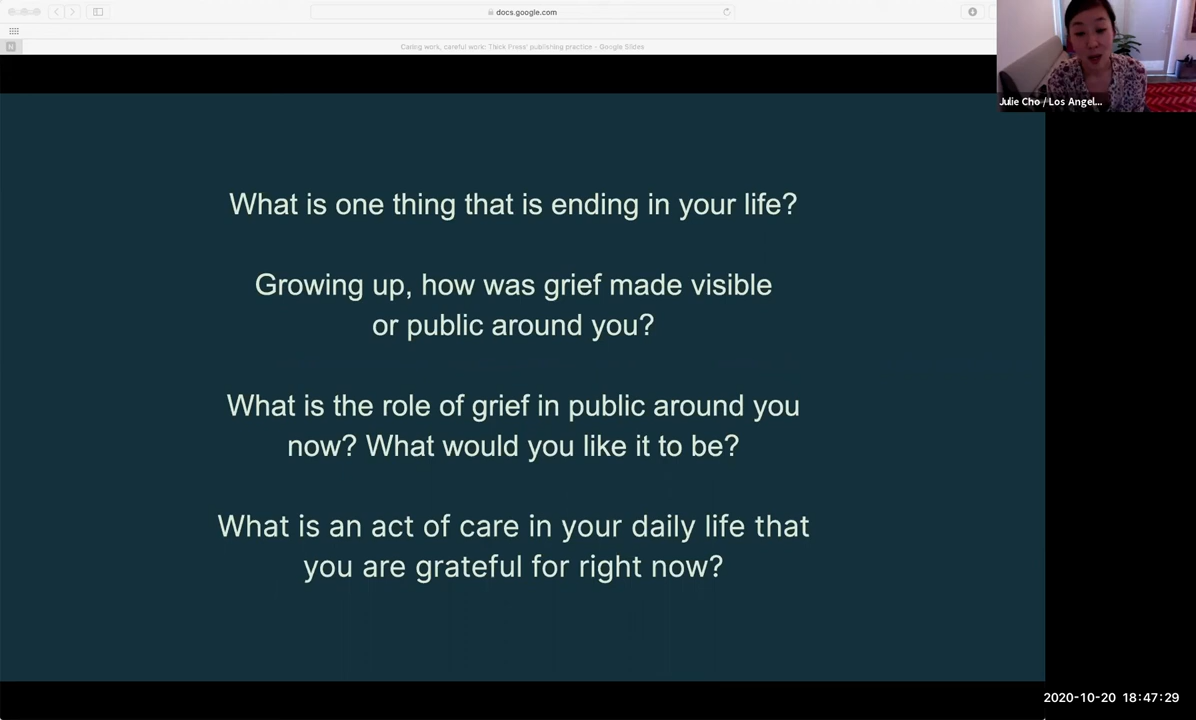 docs.google.com
Caring work, careful work: Thick Press' publishing practice - Google Slides
Julie Cho / Los Angel...
What is one thing that is ending in your life?
Growing up, how was grief made visible
or public around you?
What is the role of grief in public around you
now? What would you like it to be?
What is an act of care in your daily life that
you are grateful for right now?
2020-10-20 18:47:29